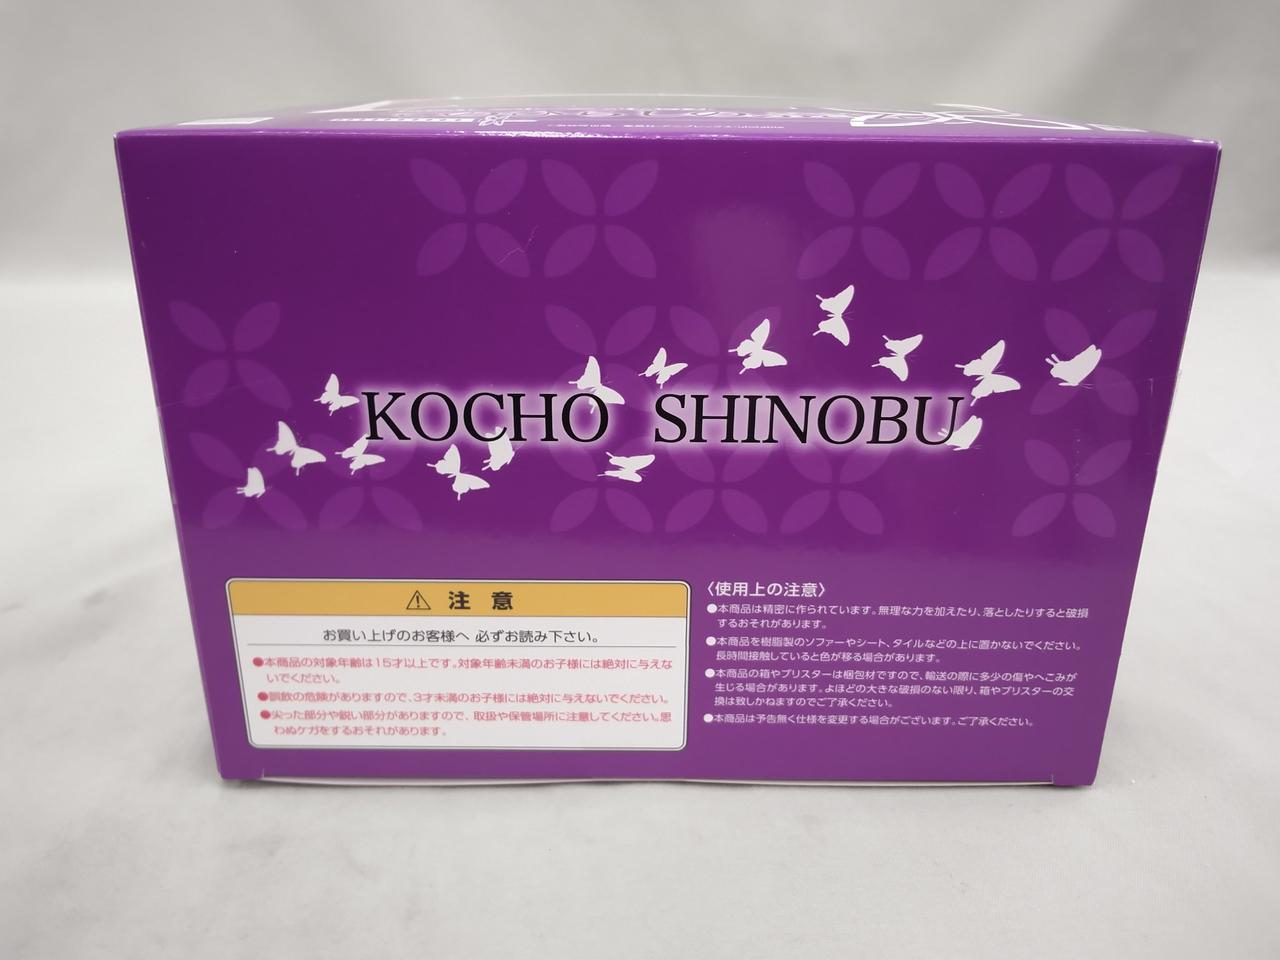 KOCHO SHINOBU
注 意
お買い上げのお客様へ 必ずお読み下さい。
●本商品の対象年齢は15才以上です。対象年齢未満のお子様には絶対に与えな
いでください。
●誤飲の危険がありますので、3才未満のお子様には絶対に与えないでください。
●尖った部分や鋭い部分がありますので、取扱や保管場所に注意してください。思
わぬケガをするおそれがあります。
〈使用上の注意〉
●本商品は精密に作られています。無理な力を加えたり、落としたりすると破損
するおそれがあります。
●本商品を樹脂製のソファーやシート、タイルなどの上に置かないでください。
長時間接触していると色が移る場合があります。
●本商品の箱やブリスターは梱包材ですので、輸送の際に多少の傷やへこみが
生じる場合があります。よほどの大きな破損のない限り、箱やブリスターの交
換は致しかねますのでご了承ください。
●本商品は予告無く仕様を変更する場合がございます。ご了承ください。